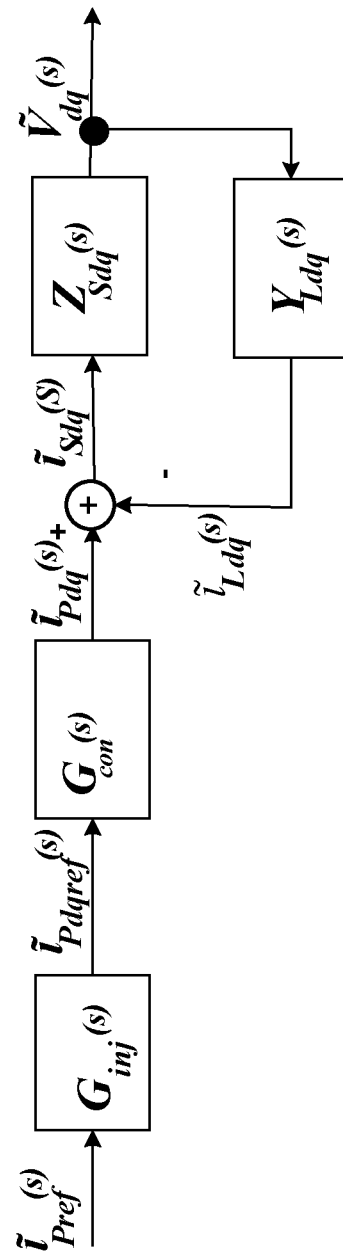 ĩ_Pref(s)
G_inj(s)
ĩ_Pdqref(s)
G_con(s)
ĩ_Pdq(s)
+
+
-
ĩ_Sdq(S)
Z_Sdq(s)
Ṽ_dq(s)
Y_Ldq(s)
ĩ_Ldq(s)